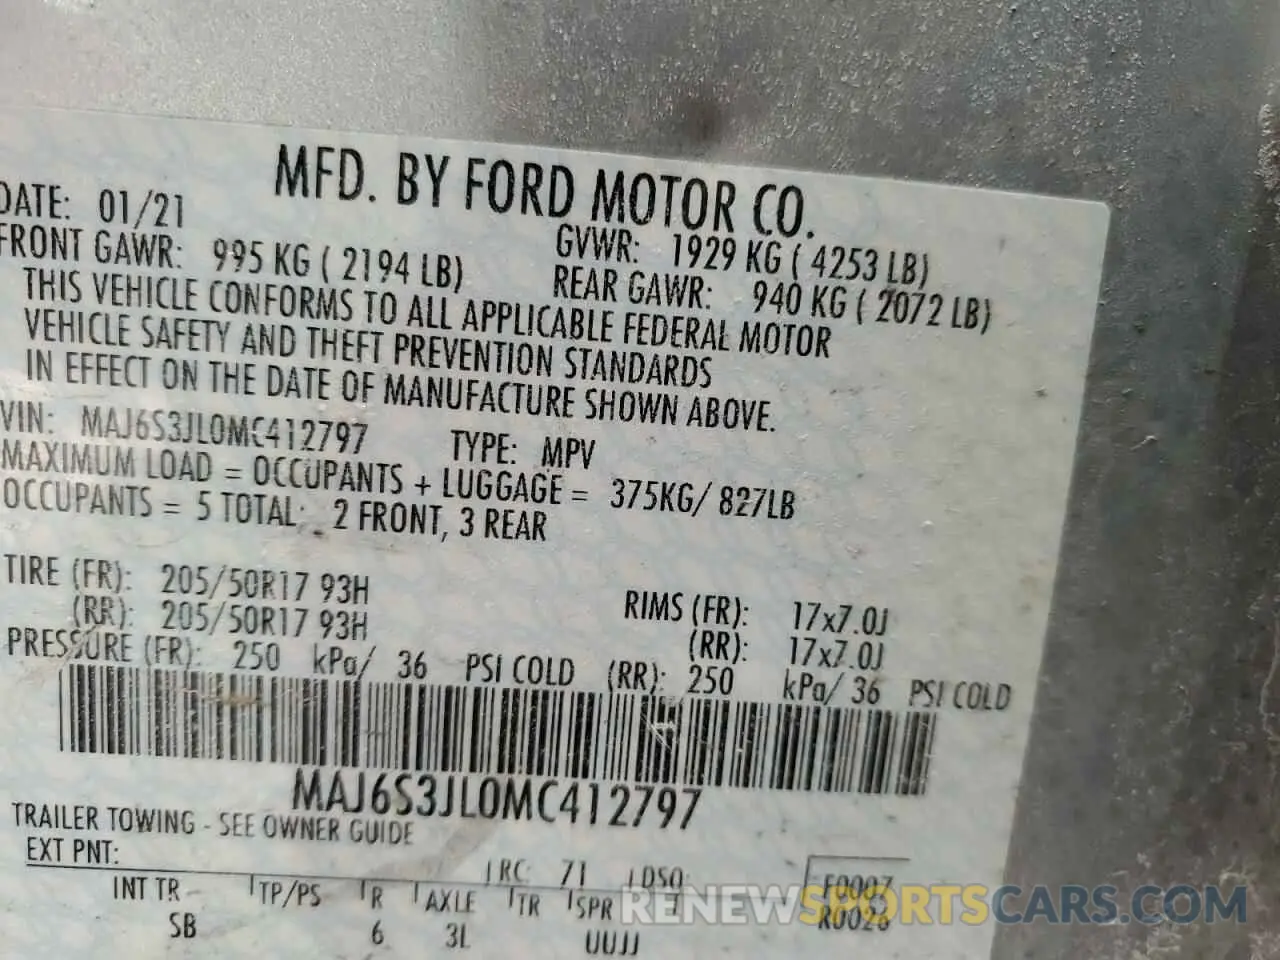 MFD. BY FORD MOTOR CO.
DATE: 01/21 GVWR: 1929 KG ( 4253 LB)
FRONT GAWR: 995 KG ( 2194 LB) REAR GAWR: 940 KG ( 2072 LB)
THIS VEHICLE CONFORMS TO ALL APPLICABLE FEDERAL MOTOR
VEHICLE SAFETY AND THEFT PREVENTION STANDARDS
IN EFFECT ON THE DATE OF MANUFACTURE SHOWN ABOVE.
VIN: MAJ6S3JL0MC412797 TYPE: MPV
MAXIMUM LOAD = OCCUPANTS + LUGGAGE = 375KG/ 827LB
OCCUPANTS = 5 TOTAL; 2 FRONT, 3 REAR
TIRE (FR): 205/50R17 93H RIMS (FR): 17x7.0J
(RR): 205/50R17 93H (RR): 17x7.0J
PRESSURE (FR): 250 kPa/ 36 PSI COLD (RR): 250 kPa/ 36 PSI COLD
MAJ6S3JL0MC412797
TRAILER TOWING - SEE OWNER GUIDE
EXT PNT: RC: 71 DSO: F0007
INT TR TP/PS R AXLE TR SPR R0028
SB 6 3L UUJJ
RENEWSPORTSCARS.COM